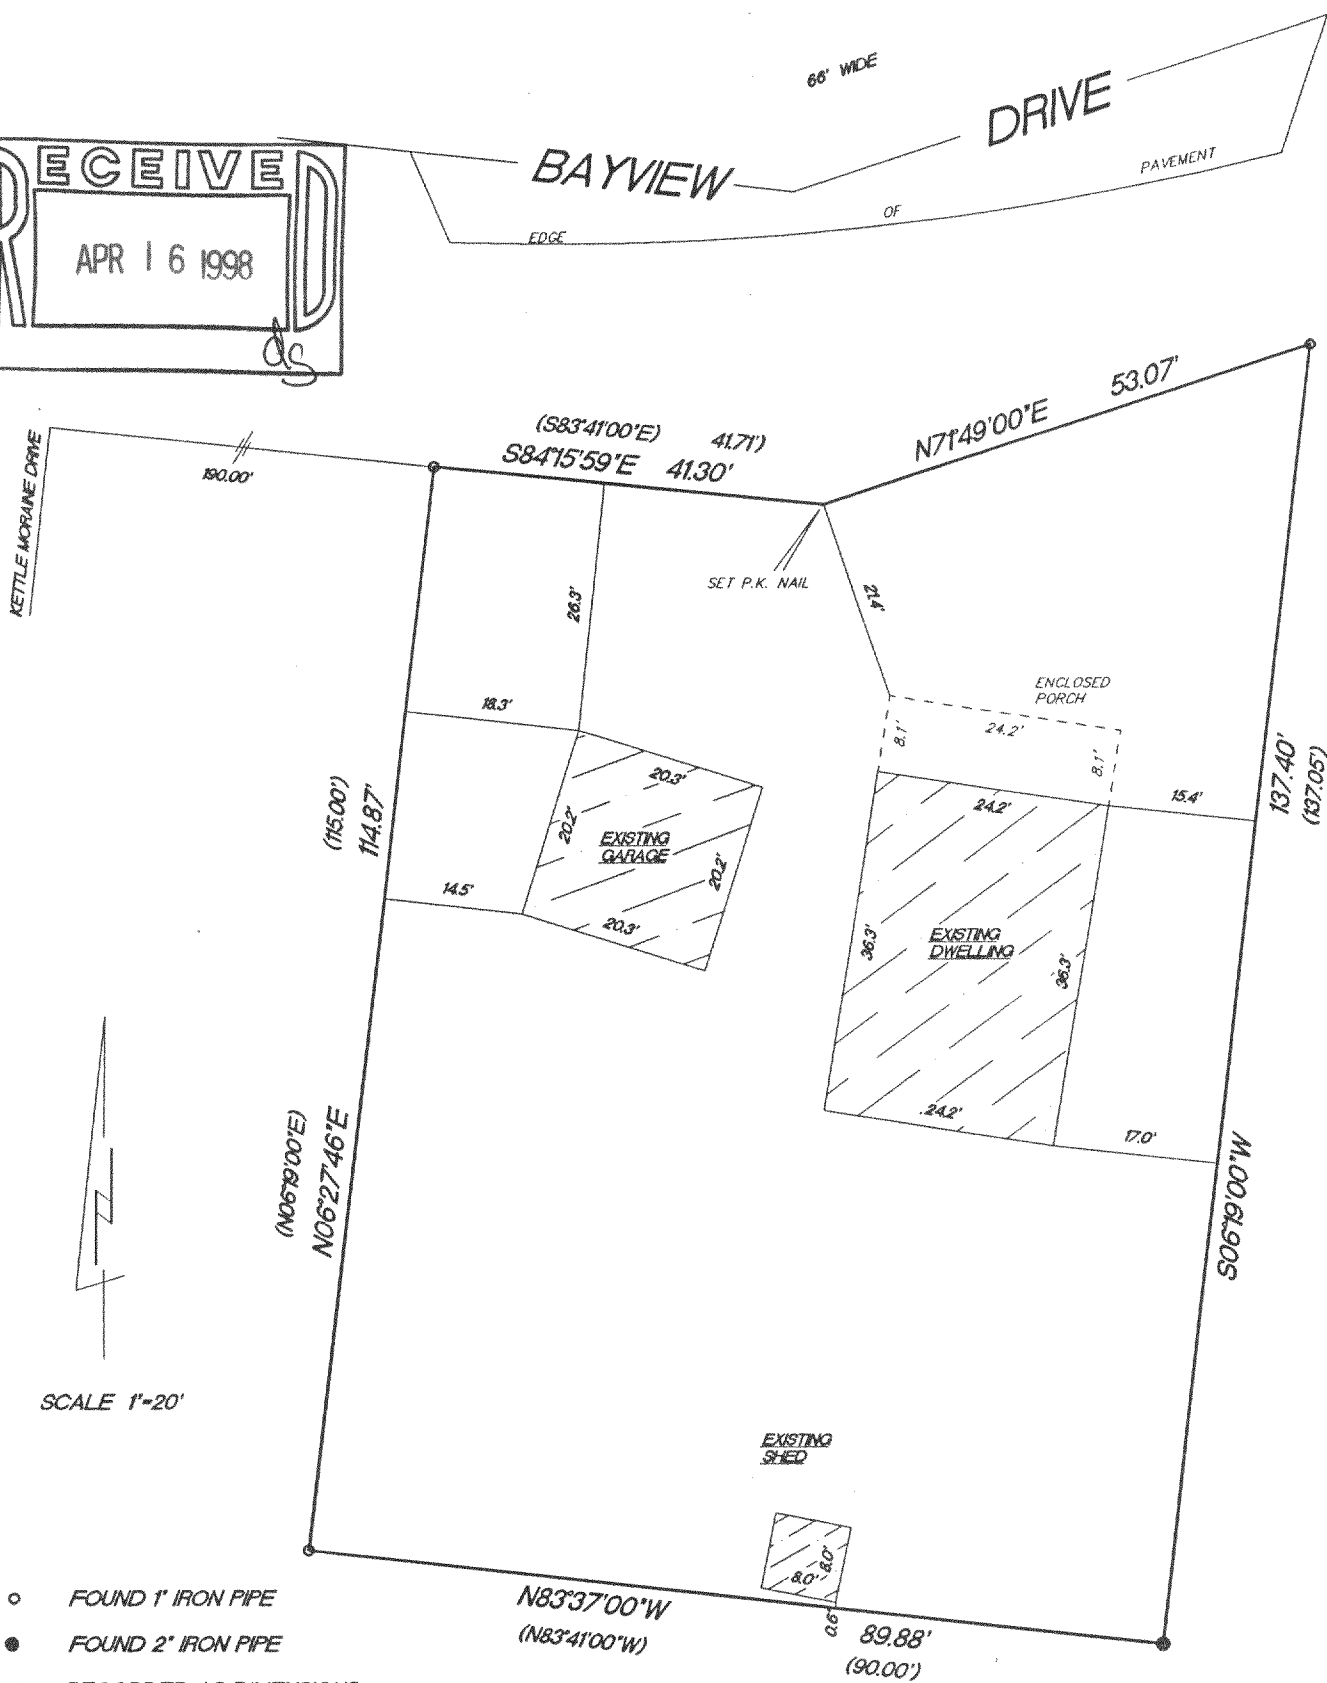 66' WIDE
BAYVIEW DRIVE
EDGE OF PAVEMENT
RECEIVED
APR 16 1998
ds
KETTLE MORAINE DRIVE
190.00'
(S83°41'00"E) 41.71')
S84°15'59"E 41.30'
N71°49'00"E 53.07'
SET P.K. NAIL
21.4'
26.3'
18.3'
ENCLOSED
PORCH
24.2'
8.1'
8.1'
15.4'
24.2'
137.40'
(137.05')
20.3'
20.2'
EXISTING
GARAGE
20.2'
20.3'
14.5'
(115.00')
114.87'
36.3'
EXISTING
DWELLING
36.3'
24.2'
17.0'
(N06°19'00"E)
N06°27'46"E
S06°19'00"W
SCALE 1"=20'
EXISTING
SHED
8.0'
8.0'
0.6'
N83°37'00"W 89.88'
(N83°41'00"W) (90.00')
FOUND 1" IRON PIPE
FOUND 2" IRON PIPE